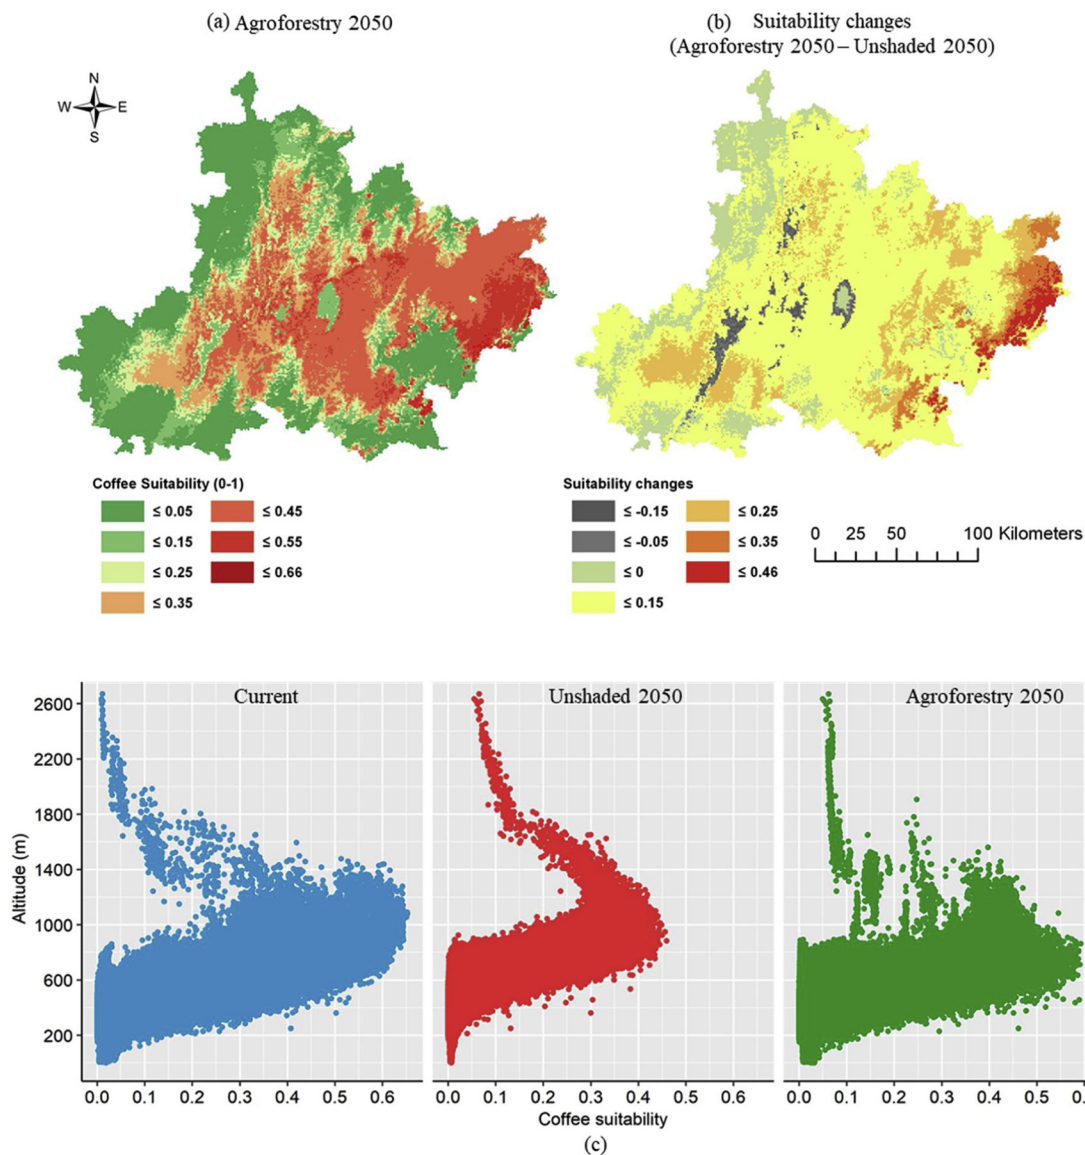 (a) Agroforestry 2050
(b) Suitability changes
(Agroforestry 2050 – Unshaded 2050)
N
W E
S
Coffee Suitability (0-1)
≤ 0.05 ≤ 0.45
≤ 0.15 ≤ 0.55
≤ 0.25 ≤ 0.66
≤ 0.35
Suitability changes
≤ -0.15 ≤ 0.25
≤ -0.05 ≤ 0.35
≤ 0 ≤ 0.46
≤ 0.15
0 25 50 100 Kilometers
Current Unshaded 2050 Agroforestry 2050
Altitude (m)
2600
2200
1800
1400
1000
600
200
0.0 0.1 0.2 0.3 0.4 0.5 0.6 0.0 0.1 0.2 0.3 0.4 0.5 0.6 0.0 0.1 0.2 0.3 0.4 0.5
Coffee suitability
(c)